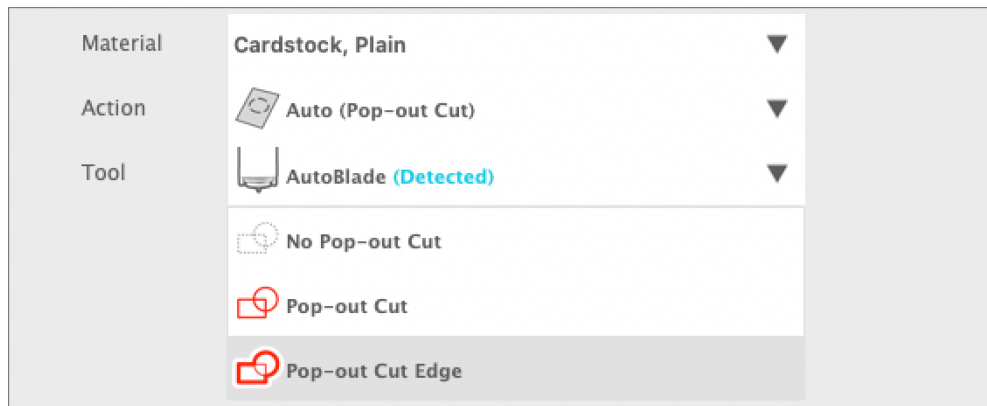 Material Cardstock, Plain
Action Auto (Pop-out Cut)
Tool AutoBlade (Detected)
No Pop-out Cut
Pop-out Cut
Pop-out Cut Edge